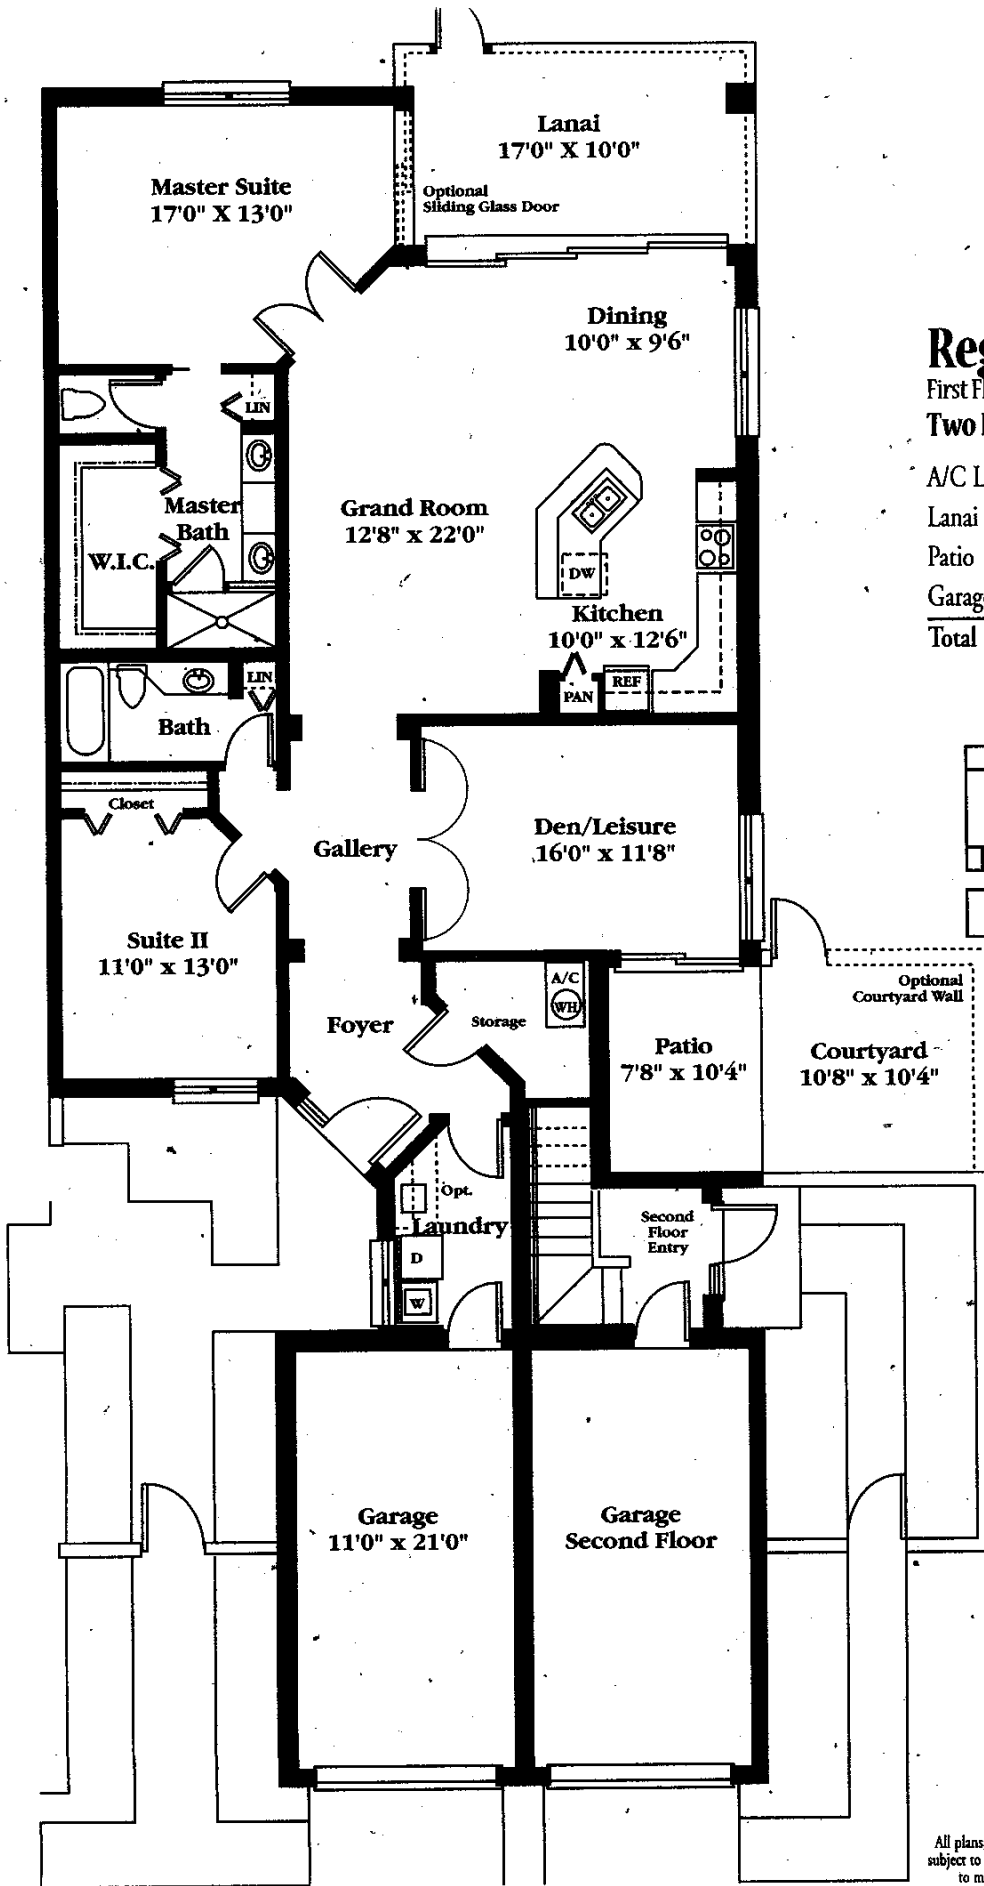 Lanai
17'0" X 10'0"
Optional
Sliding Glass Door
Master Suite
17'0" X 13'0"
Dining
10'0" x 9'6"
LIN
Master
Bath
W.I.C.
Grand Room
12'8" x 22'0"
DW
Kitchen
10'0" x 12'6"
PAN
REF
LIN
Bath
Closet
Gallery
Den/Leisure
16'0" x 11'8"
Suite II
11'0" x 13'0"
Foyer
Storage
A/C
WH
Patio
7'8" x 10'4"
Optional
Courtyard Wall
Courtyard
10'8" x 10'4"
Opt.
Laundry
D
W
Second
Floor
Entry
Garage
11'0" x 21'0"
Garage
Second Floor
First Fl
Two
A/C L
Lanai
Patio
Garage
Total
All plans,
subject to
to m